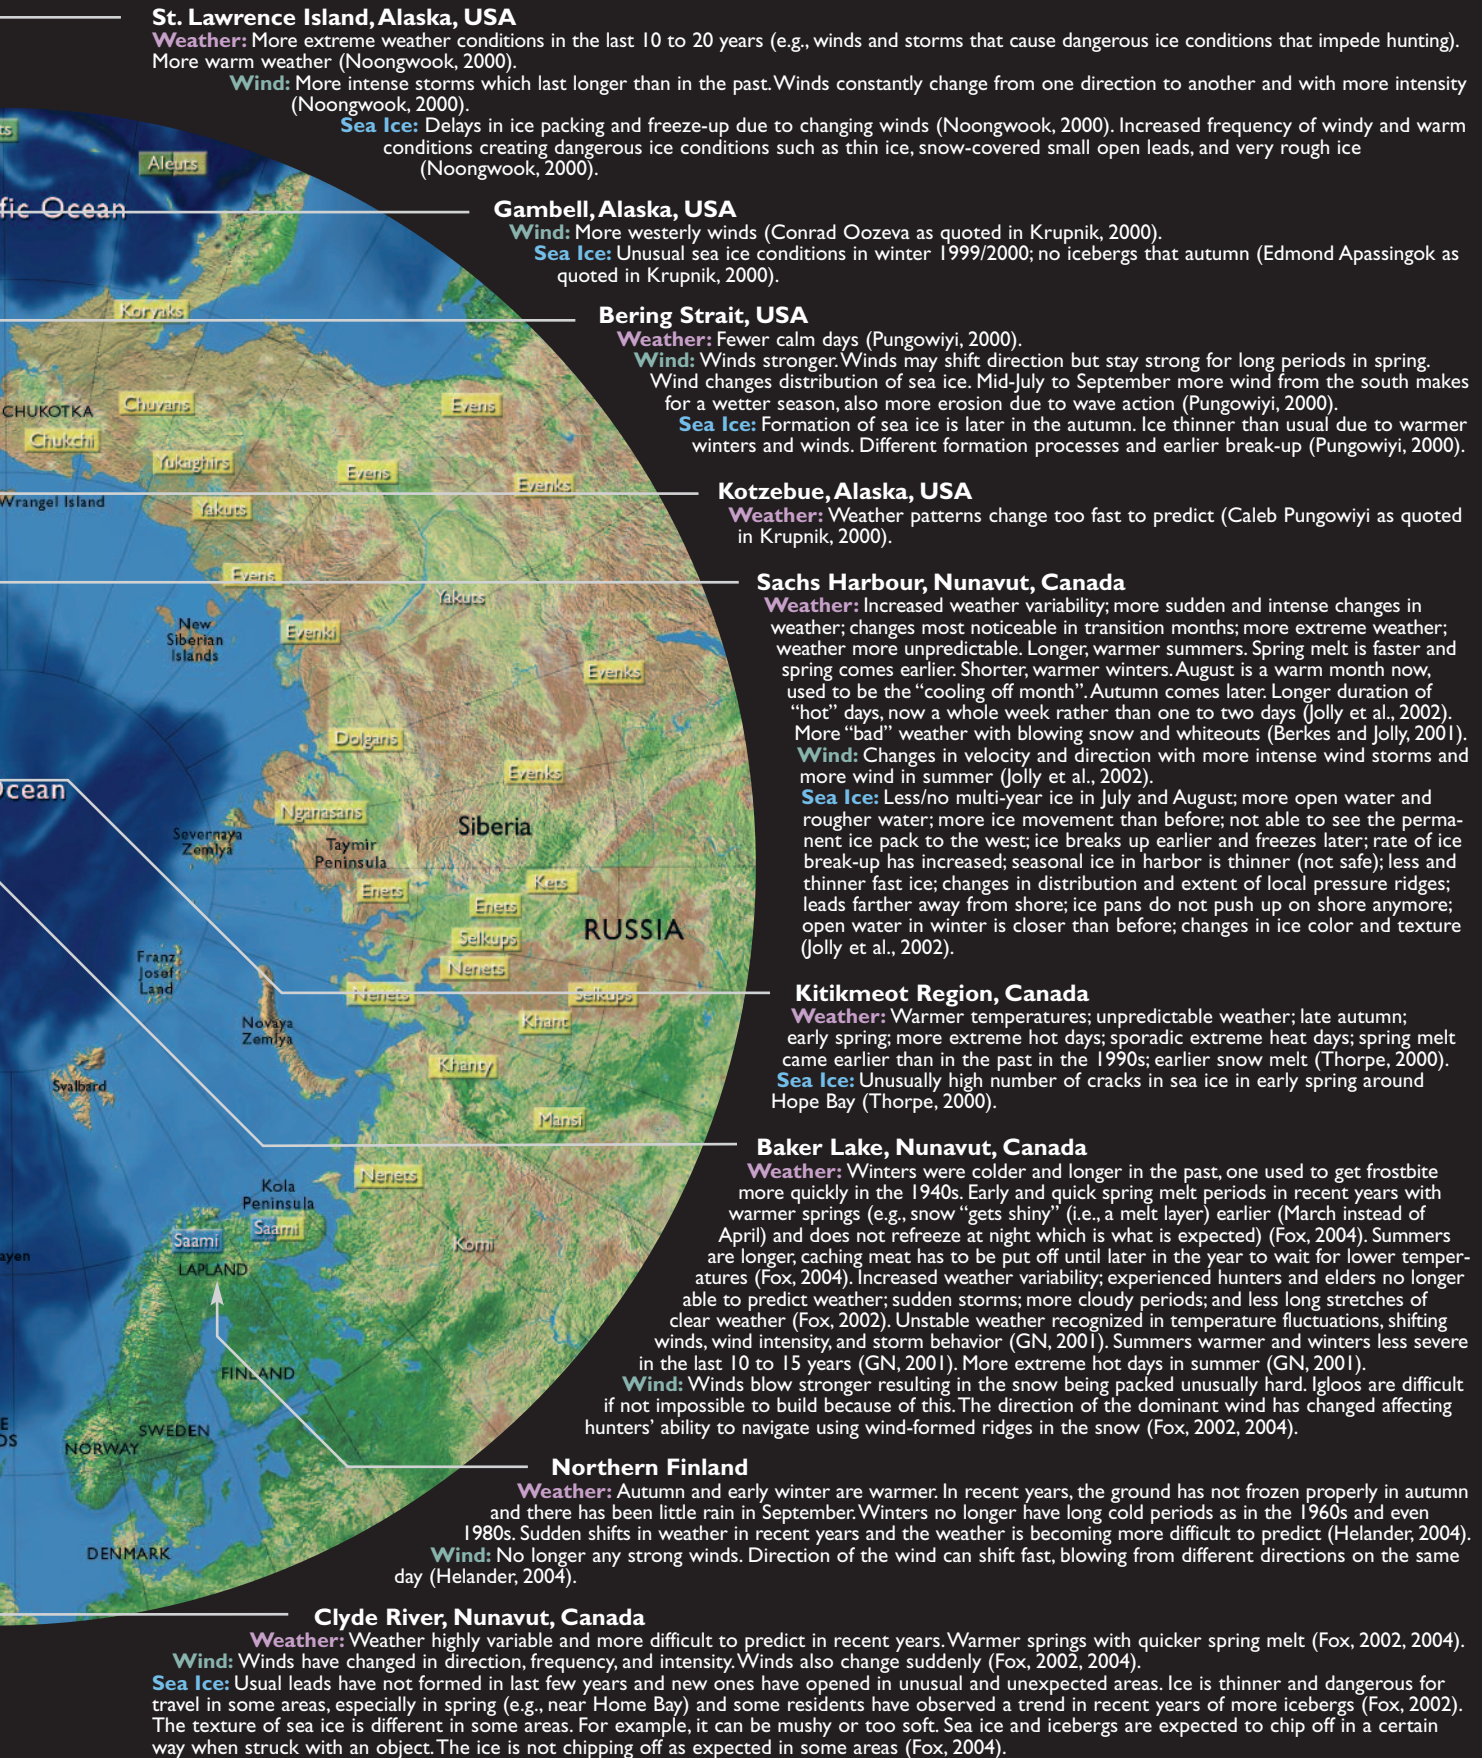 St. Lawrence Island, Alaska, USA
Weather: More extreme weather conditions in the last 10 to 20 years (e.g., winds and storms that cause dangerous ice conditions that impede hunting).
More warm weather (Noongwook, 2000).
Wind: More intense storms which last longer than in the past. Winds constantly change from one direction to another and with more intensity
(Noongwook, 2000).
Sea Ice: Delays in ice packing and freeze-up due to changing winds (Noongwook, 2000). Increased frequency of windy and warm
conditions creating dangerous ice conditions such as thin ice, snow-covered small open leads, and very rough ice
(Noongwook, 2000).
Gambell, Alaska, USA
Wind: More westerly winds (Conrad Oozeva as quoted in Krupnik, 2000).
Sea Ice: Unusual sea ice conditions in winter 1999/2000; no icebergs that autumn (Edmond Apassingok as
quoted in Krupnik, 2000).
Bering Strait, USA
Weather: Fewer calm days (Pungowiyi, 2000).
Wind: Winds stronger. Winds may shift direction but stay strong for long periods in spring.
Wind changes distribution of sea ice. Mid-July to September more wind from the south makes
for a wetter season, also more erosion due to wave action (Pungowiyi, 2000).
Sea Ice: Formation of sea ice is later in the autumn. Ice thinner than usual due to warmer
winters and winds. Different formation processes and earlier break-up (Pungowiyi, 2000).
Kotzebue, Alaska, USA
Weather: Weather patterns change too fast to predict (Caleb Pungowiyi as quoted
in Krupnik, 2000).
Sachs Harbour, Nunavut, Canada
Weather: Increased weather variability; more sudden and intense changes in
weather; changes most noticeable in transition months; more extreme weather;
weather more unpredictable. Longer, warmer summers. Spring melt is faster and
spring comes earlier. Shorter, warmer winters. August is a warm month now,
used to be the “cooling off month”. Autumn comes later. Longer duration of
“hot” days, now a whole week rather than one to two days (Jolly et al., 2002).
More “bad” weather with blowing snow and whiteouts (Berkes and Jolly, 2001).
Wind: Changes in velocity and direction with more intense wind storms and
more wind in summer (Jolly et al., 2002).
Sea Ice: Less/no multi-year ice in July and August; more open water and
rougher water; more ice movement than before; not able to see the perma-
nent ice pack to the west; ice breaks up earlier and freezes later; rate of ice
break-up has increased; seasonal ice in harbor is thinner (not safe); less and
thinner fast ice; changes in distribution and extent of local pressure ridges;
leads farther away from shore; ice pans do not push up on shore anymore;
open water in winter is closer than before; changes in ice color and texture
(Jolly et al., 2002).
Kitikmeot Region, Canada
Weather: Warmer temperatures; unpredictable weather; late autumn;
early spring; more extreme hot days; sporadic extreme heat days; spring melt
came earlier than in the past in the 1990s; earlier snow melt (Thorpe, 2000).
Sea Ice: Unusually high number of cracks in sea ice in early spring around
Hope Bay (Thorpe, 2000).
Baker Lake, Nunavut, Canada
Weather: Winters were colder and longer in the past, one used to get frostbite
more quickly in the 1940s. Early and quick spring melt periods in recent years with
warmer springs (e.g., snow “gets shiny” (i.e., a melt layer) earlier (March instead of
April) and does not refreeze at night which is what is expected) (Fox, 2004). Summers
are longer, caching meat has to be put off until later in the year to wait for lower temper-
atures (Fox, 2004). Increased weather variability; experienced hunters and elders no longer
able to predict weather; sudden storms; more cloudy periods; and less long stretches of
clear weather (Fox, 2002). Unstable weather recognized in temperature fluctuations, shifting
winds, wind intensity, and storm behavior (GN, 2001). Summers warmer and winters less severe
in the last 10 to 15 years (GN, 2001). More extreme hot days in summer (GN, 2001).
Wind: Winds blow stronger resulting in the snow being packed unusually hard. Igloos are difficult
if not impossible to build because of this. The direction of the dominant wind has changed affecting
hunters’ ability to navigate using wind-formed ridges in the snow (Fox, 2002, 2004).
Northern Finland
Weather: Autumn and early winter are warmer. In recent years, the ground has not frozen properly in autumn
and there has been little rain in September. Winters no longer have long cold periods as in the 1960s and even
1980s. Sudden shifts in weather in recent years and the weather is becoming more difficult to predict (Helander, 2004).
Wind: No longer any strong winds. Direction of the wind can shift fast, blowing from different directions on the same
day (Helander, 2004).
Clyde River, Nunavut, Canada
Weather: Weather highly variable and more difficult to predict in recent years. Warmer springs with quicker spring melt (Fox, 2002, 2004).
Wind: Winds have changed in direction, frequency, and intensity. Winds also change suddenly (Fox, 2002, 2004).
Sea Ice: Usual leads have not formed in last few years and new ones have opened in unusual and unexpected areas. Ice is thinner and dangerous for
travel in some areas, especially in spring (e.g., near Home Bay) and some residents have observed a trend in recent years of more icebergs (Fox, 2002).
The texture of sea ice is different in some areas. For example, it can be mushy or too soft. Sea ice and icebergs are expected to chip off in a certain
way when struck with an object. The ice is not chipping off as expected in some areas (Fox, 2004).
ts
Aleuts
fic Ocean
Koryaks
CHUKOTKA
Chuvans
Evens
Chukchi
Yukaghirs
Evens
Evenks
Wrangel Island
Yakuts
Evens
Yakuts
New
Siberian
Islands
Evenki
Evenks
Dolgans
Evenks
Ocean
Nganasans
Severnaya
Zemlya
Taymir
Peninsula
Siberia
Enets
Kets
Enets
RUSSIA
Selkups
Franz
Josef
Land
Nenets
Nenets
Selkups
Novaya
Zemlya
Khant
Khanty
Svalbard
Mansi
Nenets
Kola
Peninsula
Saami
Saami
Komi
ayen
LAPLAND
FINLAND
E
DS
SWEDEN
NORWAY
DENMARK